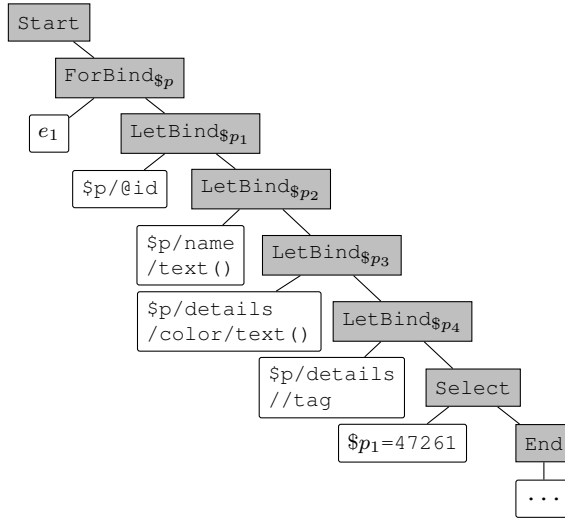 Start
ForBind$p
e1
LetBind$p1
$p/@id
LetBind$p2
$p/name
/text()
LetBind$p3
$p/details
/color/text()
LetBind$p4
$p/details
//tag
Select
$p1=47261
End
...